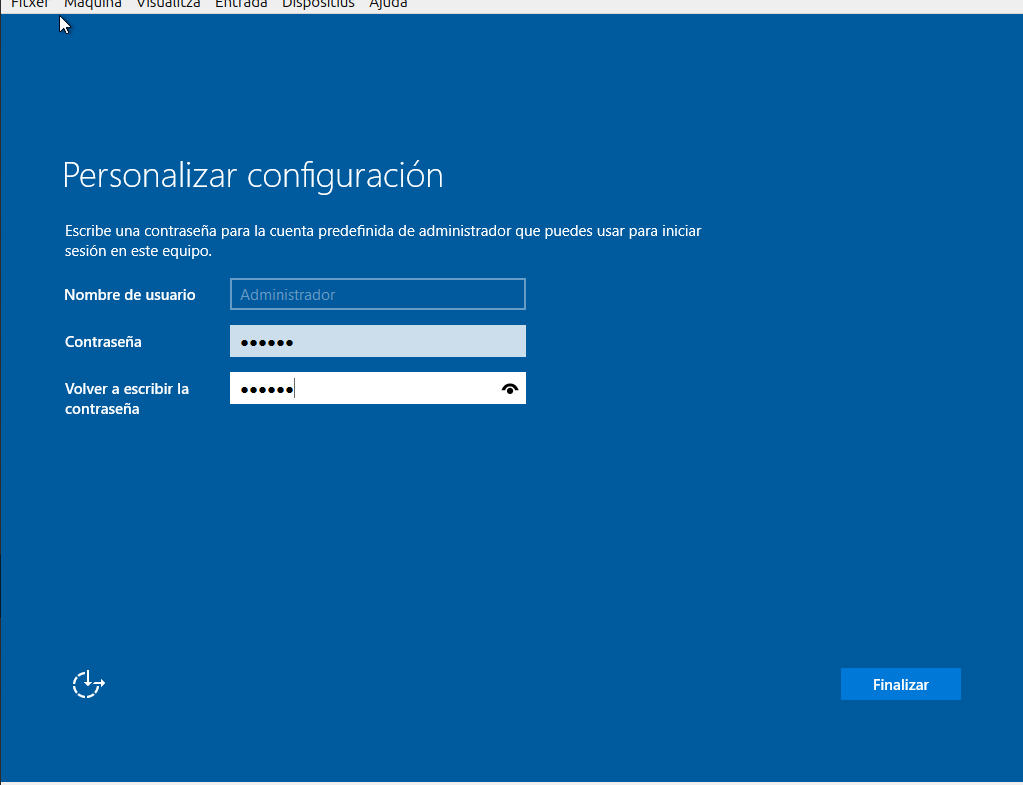 Fitxer Màquina Visualitza Entrada Dispositius Ajuda
Personalizar configuración
Escribe una contraseña para la cuenta predefinida de administrador que puedes usar para iniciar
sesión en este equipo.
Nombre de usuario Administrador
Contraseña ••••••
Volver a escribir la ••••••
contraseña
Finalizar